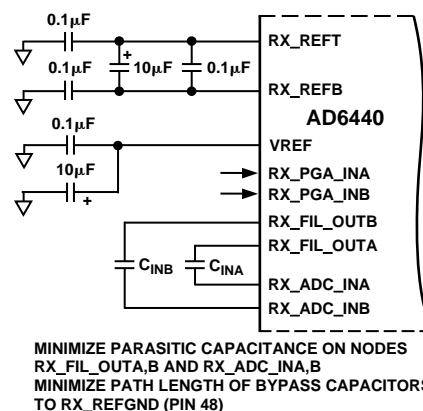 0.1µF
RX_REFT
+
0.1µF
10µF
0.1µF
RX_REFB
AD6440
0.1µF
VREF
10µF
+
RX_PGA_INA
RX_PGA_INB
RX_FIL_OUTB
RX_FIL_OUTA
CINB
CINA
RX_ADC_INA
RX_ADC_INB
MINIMIZE PARASITIC CAPACITANCE ON NODES
RX_FIL_OUTA,B AND RX_ADC_INA,B
MINIMIZE PATH LENGTH OF BYPASS CAPACITORS
TO RX_REFGND (PIN 48)